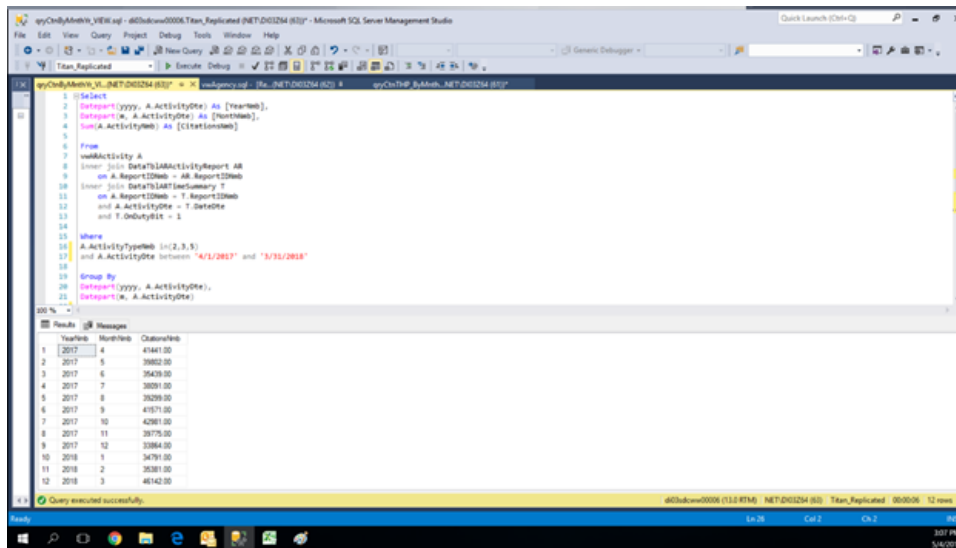 qryCtnByMnthYr_VIEW.sql - di03sdcww00006.Titan_Replicated (NET\DI03Z64 (63))* - Microsoft SQL Server Management Studio
Quick Launch (Ctrl+Q)
File Edit View Query Project Debug Tools Window Help
New Query
Generic Debugger
Titan_Replicated
Execute Debug
qryCtnByMnthYr_VI...(NET\DI03Z64 (63))*
vwAgency.sql - (Re...(NET\DI03Z64 (62))
qryCtnTHP_ByMnth...NET\DI03Z64 (61))*
1 Select
2 Datepart(yyyy, A.ActivityDte) As [YearNmb],
3 Datepart(m, A.ActivityDte) As [MonthNmb],
4 Sum(A.ActivityNmb) As [CitationsNmb]
5
6 From
7 vwARActivity A
8 inner join DataTblARActivityReport AR
9 on A.ReportIDNmb = AR.ReportIDNmb
10 inner join DataTblARTimeSummary T
11 on A.ReportIDNmb = T.ReportIDNmb
12 and A.ActivityDte = T.DateDte
13 and T.OnDutyBit = 1
14
15 Where
16 A.ActivityTypeNmb in(2,3,5)
17 and A.ActivityDte between '4/1/2017' and '3/31/2018'
18
19 Group By
20 Datepart(yyyy, A.ActivityDte),
21 Datepart(m, A.ActivityDte)
100 %
Results Messages
YearNmb MonthNmb CitationsNmb
1 2017 4 41441.00
2 2017 5 39802.00
3 2017 6 35439.00
4 2017 7 38091.00
5 2017 8 39299.00
6 2017 9 41571.00
7 2017 10 42981.00
8 2017 11 39775.00
9 2017 12 33864.00
10 2018 1 34791.00
11 2018 2 35381.00
12 2018 3 46142.00
Query executed successfully.
di03sdcww00006 (13.0 RTM) NET\DI03Z64 (63) Titan_Replicated 00:00:06 12 rows
Ready
Ln 26 Col 2 Ch 2
3:07 PM